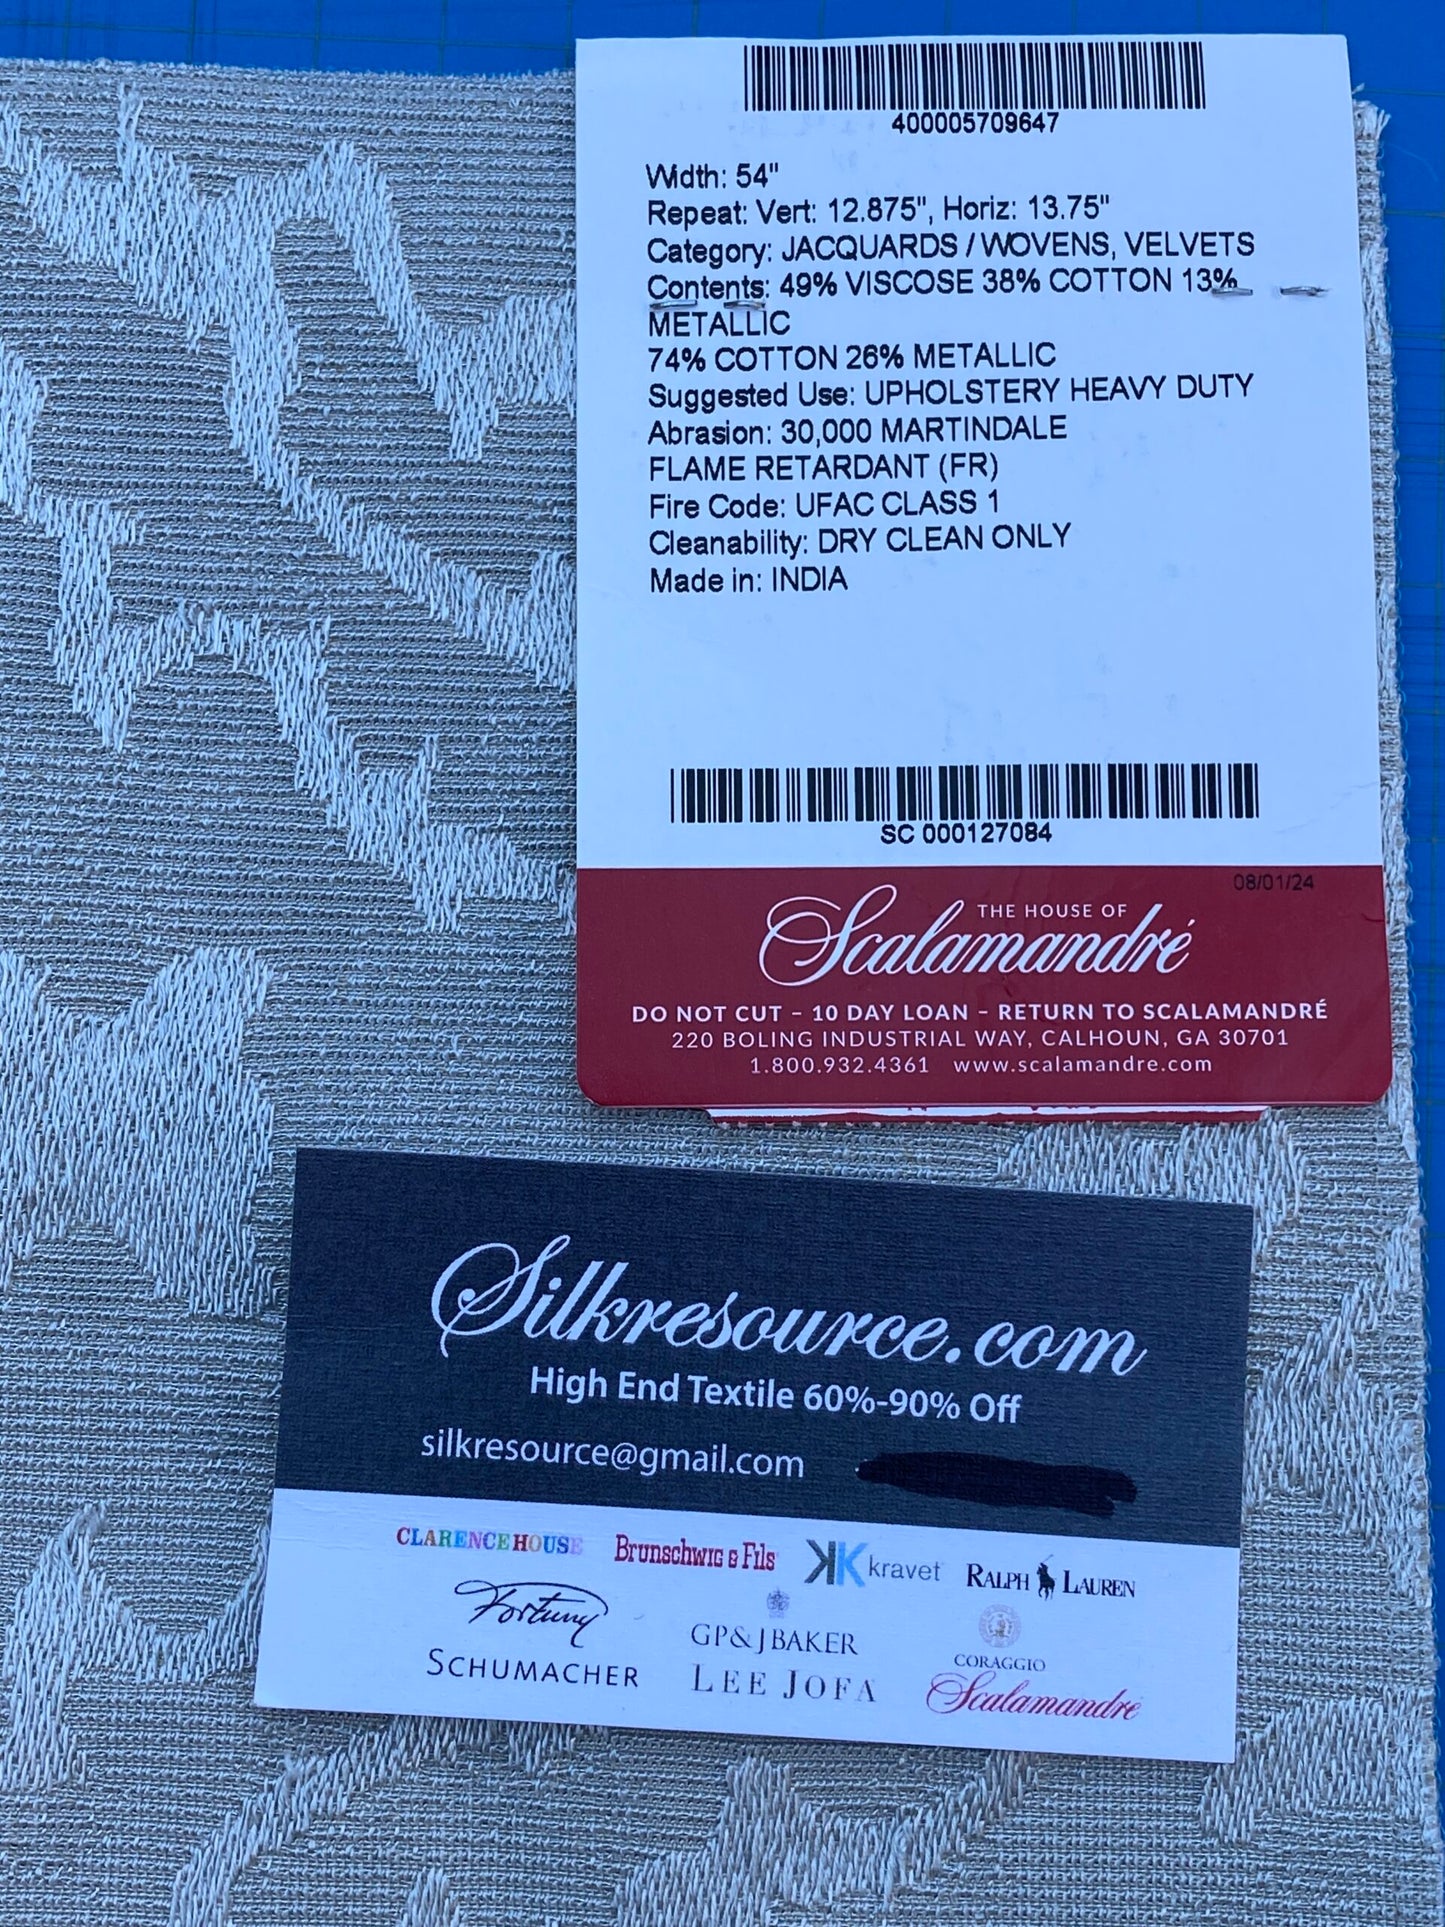 400005709647
Width: 54"
Repeat: Vert: 12.875", Horiz: 13.75"
Category: JACQUARDS / WOVENS, VELVETS
Contents: 49% VISCOSE 38% COTTON 13%
METALLIC
74% COTTON 26% METALLIC
Suggested Use: UPHOLSTERY HEAVY DUTY
Abrasion: 30,000 MARTINDALE
FLAME RETARDANT (FR)
Fire Code: UFAC CLASS 1
Cleanability: DRY CLEAN ONLY
Made in: INDIA
SC 000127084
08/01/24
THE HOUSE OF
Scalamandré
DO NOT CUT – 10 DAY LOAN – RETURN TO SCALAMANDRÉ
220 BOLING INDUSTRIAL WAY, CALHOUN, GA 30701
1.800.932.4361 www.scalamandre.com
Silkresource.com
High End Textile 60%-90% Off
silkresource@gmail.com
CLARENCE HOUSE Brunschwig & Fils kravet RALPH LAUREN
Fortuny GP & J BAKER CORAGGIO
SCHUMACHER LEE JOFA Scalamandré